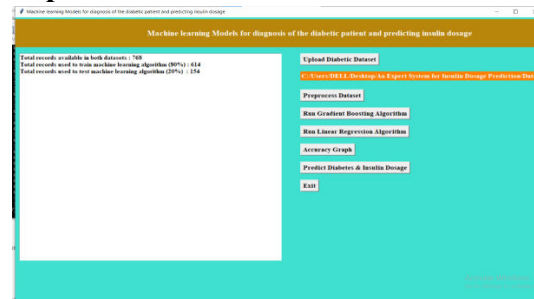 Machine learning Models for diagnosis of the diabetic patient and predicting insulin dosage
Machine learning Models for diagnosis of the diabetic patient and predicting insulin dosage
Total records available in both datasets : 768
Total records used to train machine learning algorithm (80%) : 614
Total records used to test machine learning algorithm (20%) : 154
Upload Diabetic Dataset
C:/Users/DELL/Desktop/An Expert System for Insulin Dosage Prediction/Dat
Preprocess Dataset
Run Gradient Boosting Algorithm
Run Linear Regression Algorithm
Accuracy Graph
Predict Diabetes & Insulin Dosage
Exit